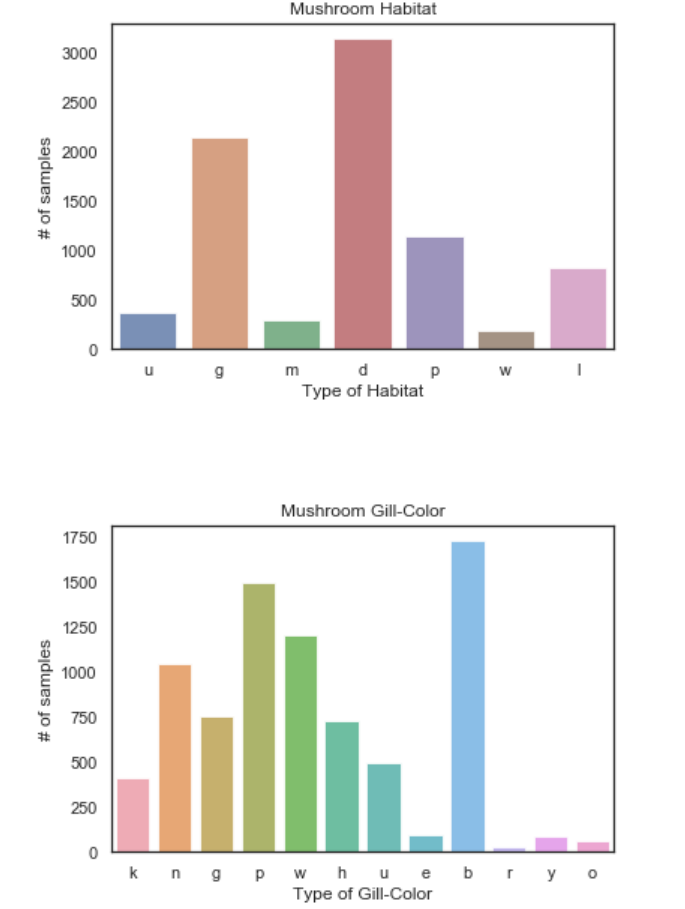 Mushroom Habitat
3000
2500
2000
1500
1000
500
0
# of samples
u g m d p w l
Type of Habitat
Mushroom Gill-Color
1750
1500
1250
1000
750
500
250
0
# of samples
k n g p w h u e b r y o
Type of Gill-Color